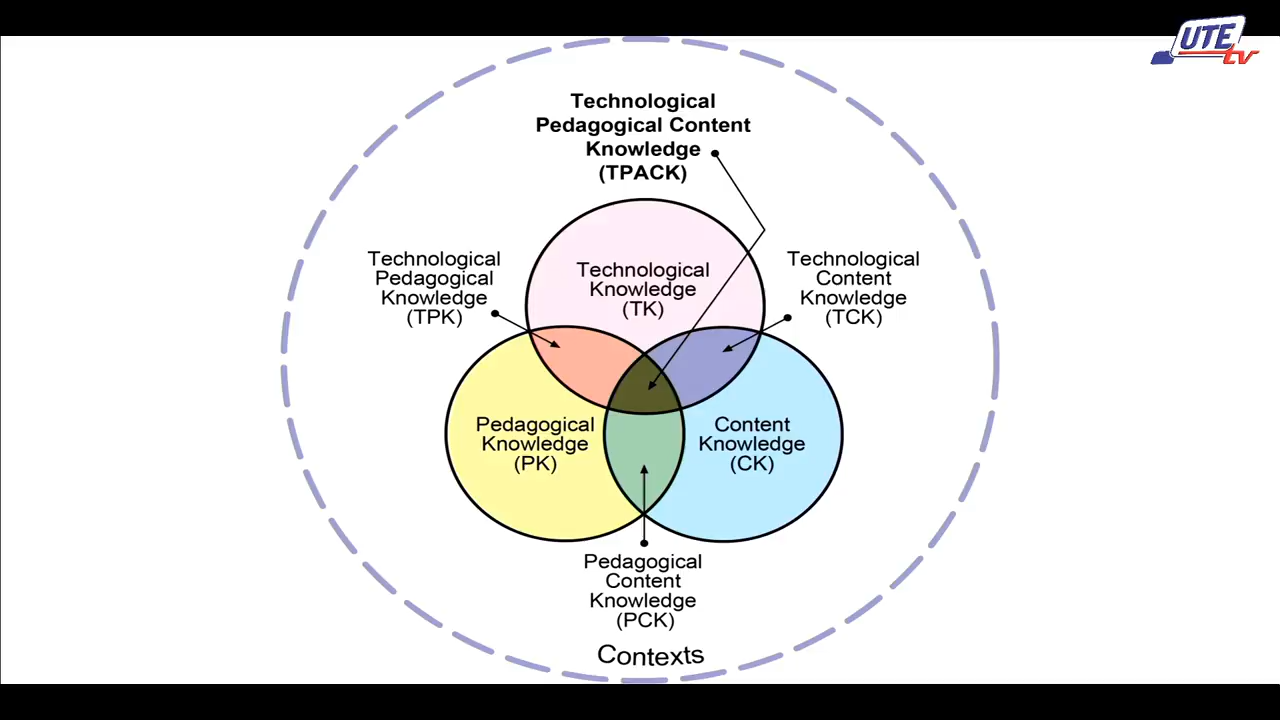 UTE
tv
Technological
Pedagogical Content
Knowledge
(TPACK)
Technological
Pedagogical
Knowledge
(TPK)
Technological
Knowledge
(TK)
Technological
Content
Knowledge
(TCK)
Pedagogical
Knowledge
(PK)
Content
Knowledge
(CK)
Pedagogical
Content
Knowledge
(PCK)
Contexts